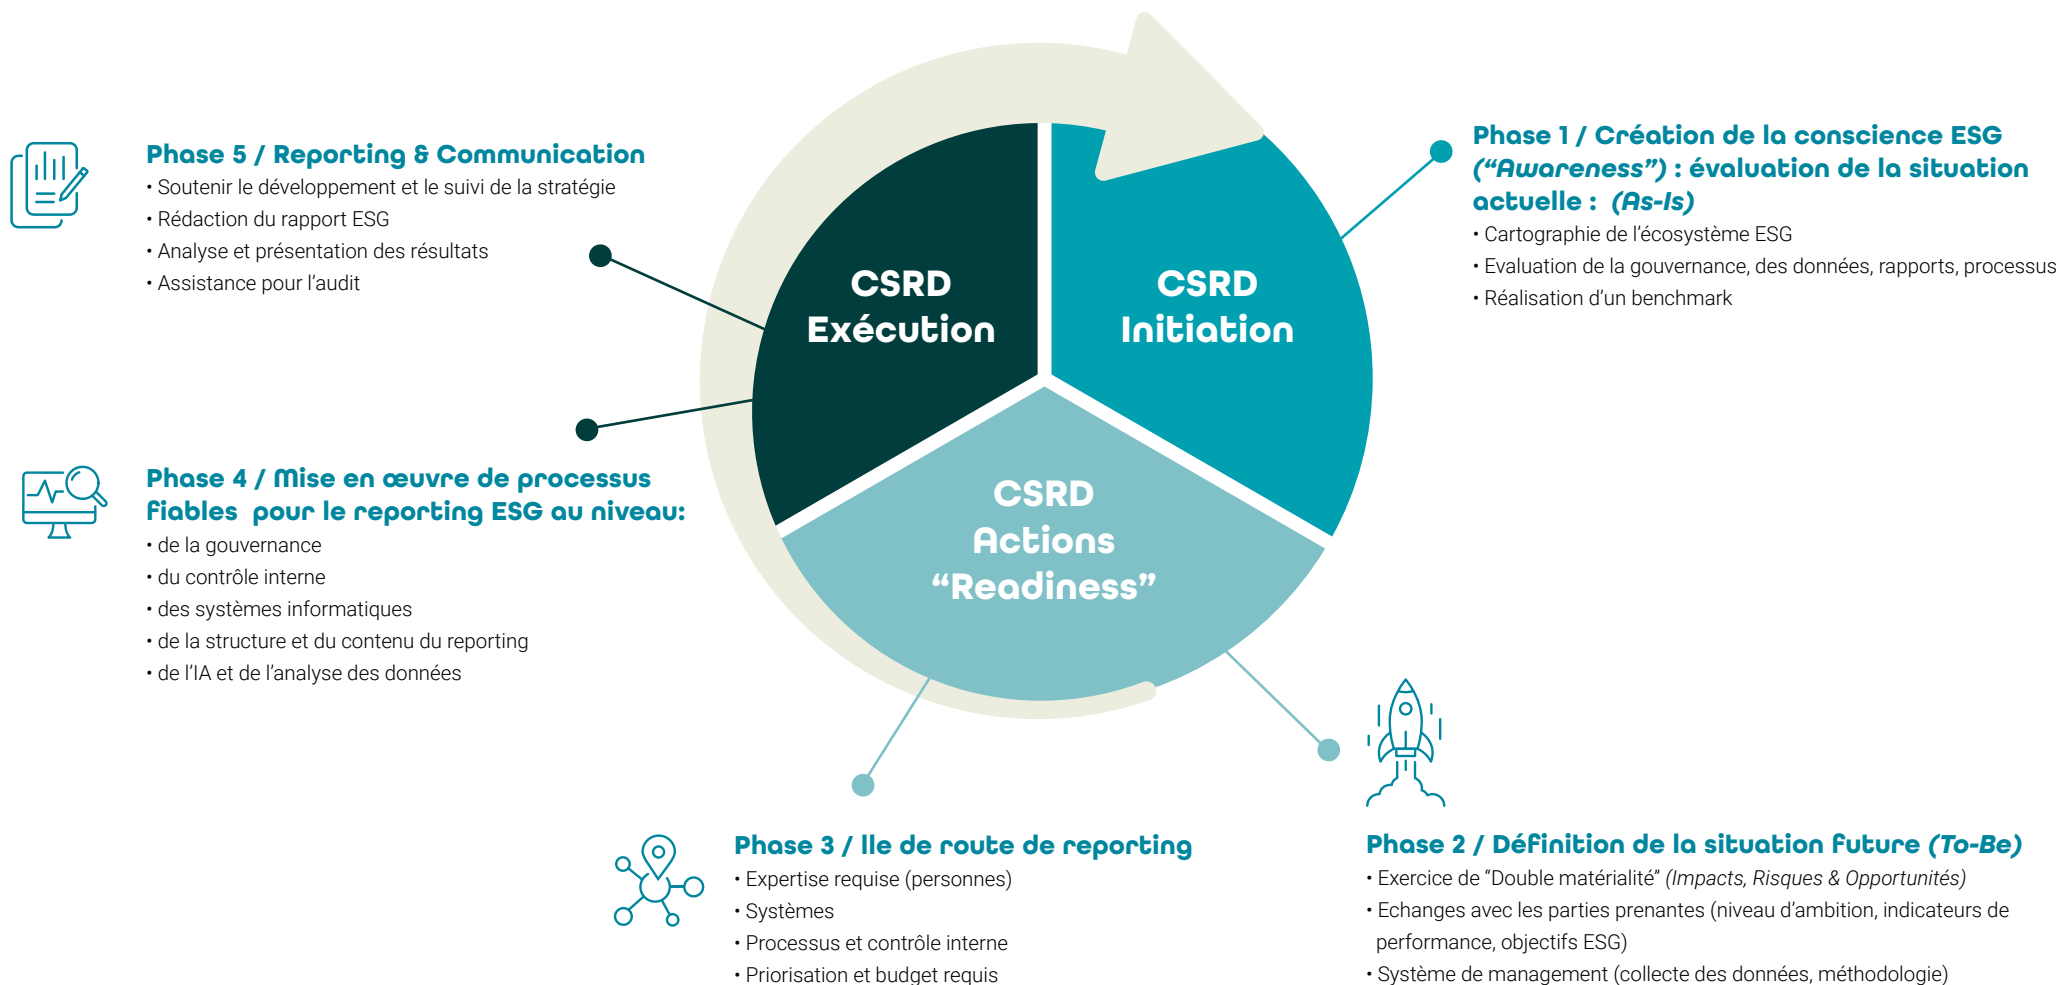 CSRD
Initiation
CSRD
Actions
“Readiness”
CSRD
Exécution
Phase 1 / Création de la conscience ESG
(“Awareness”) : évaluation de la situation
actuelle :  (As-Is)
• Cartographie de l'écosystème ESG
• Evaluation de la gouvernance, des données, rapports, processus
• Réalisation d'un benchmark
Phase 2 / Définition de la situation future (To-Be)
• Exercice de “Double matérialité” (Impacts, Risques & Opportunités)
• Echanges avec les parties prenantes (niveau d'ambition, indicateurs de
performance, objectifs ESG)
• Système de management (collecte des données, méthodologie)
Phase 3 / lle de route de reporting
• Expertise requise (personnes)
• Systèmes
• Processus et contrôle interne
• Priorisation et budget requis
Phase 4 / Mise en œuvre de processus
fiables  pour le reporting ESG au niveau:
• de la gouvernance
• du contrôle interne
• des systèmes informatiques
• de la structure et du contenu du reporting
• de l'IA et de l'analyse des données
Phase 5 / Reporting & Communication
• Soutenir le développement et le suivi de la stratégie
• Rédaction du rapport ESG
• Analyse et présentation des résultats
• Assistance pour l'audit